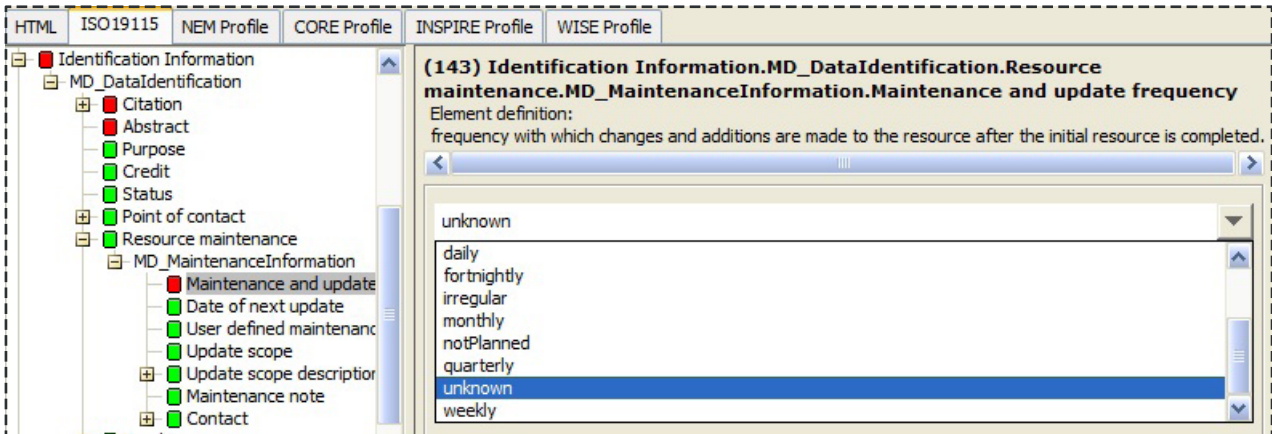 HTML ISO19115 NEM Profile CORE Profile INSPIRE Profile WISE Profile
Identification Information
MD_DataIdentification
Citation
Abstract
Purpose
Credit
Status
Point of contact
Resource maintenance
MD_MaintenanceInformation
Maintenance and update
Date of next update
User defined maintenanc
Update scope
Update scope description
Maintenance note
Contact
(143) Identification Information.MD_DataIdentification.Resource
maintenance.MD_MaintenanceInformation.Maintenance and update frequency
Element definition:
frequency with which changes and additions are made to the resource after the initial resource is completed.
unknown
daily
fortnightly
irregular
monthly
notPlanned
quarterly
unknown
weekly